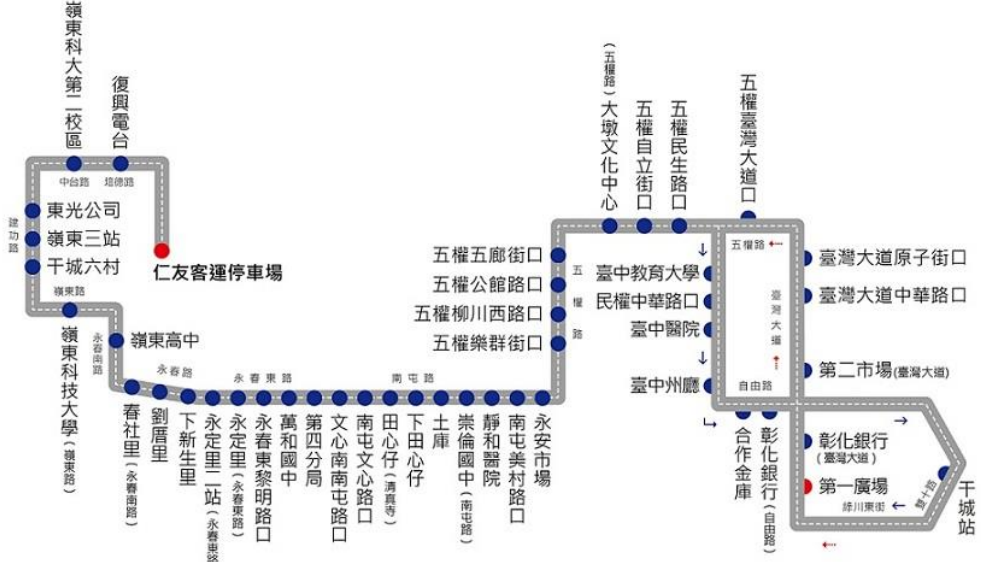 嶺東科大第二校區
復興電台
中台路
培德路
建功路
東光公司
嶺東三站
干城六村
仁友客運停車場
嶺東路
嶺東科技大學(嶺東路)
永春南路
嶺東高中
永春路
永春東路
南屯路
春社里(永春南路)
劉厝里
下新生里
永定里二站(永春東路
永定里(永春東路)
永春東黎明路口
萬和國中
第四分局
文心南南屯路口
南屯文心路口
田心仔(清真寺)
下田心仔
土庫
崇倫國中(南屯路)
靜和醫院
南屯美村路口
永安市場
五權樂群街口
五權柳川西路口
五權公館路口
五權五廊街口
五權路
(五權路)大墩文化中心
五權自立街口
五權民生路口
五權臺灣大道口
五權路
臺中教育大學
民權中華路口
臺中醫院
臺中州廳
臺灣大道
自由路
臺灣大道原子街口
臺灣大道中華路口
第二市場(臺灣大道)
彰化銀行
(臺灣大道)
第一廣場
綠川東街
合作金庫
彰化銀行(自由路)
雙十路
干城站